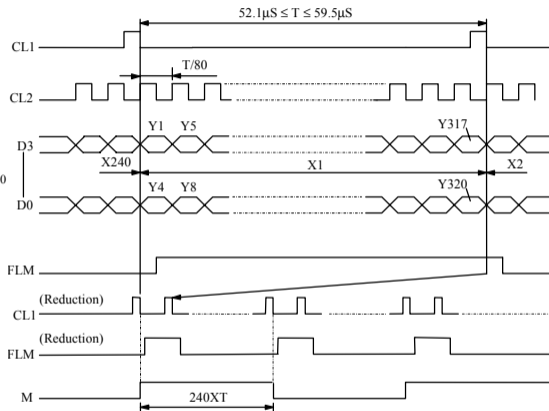 52.1µS ≤ T ≤ 59.5µS
CL1
T/80
CL2
Y1 Y5 Y317
D3
X240 X1 X2
0
Y4 Y8 Y320
D0
FLM
(Reduction)
CL1
(Reduction)
FLM
M
240XT